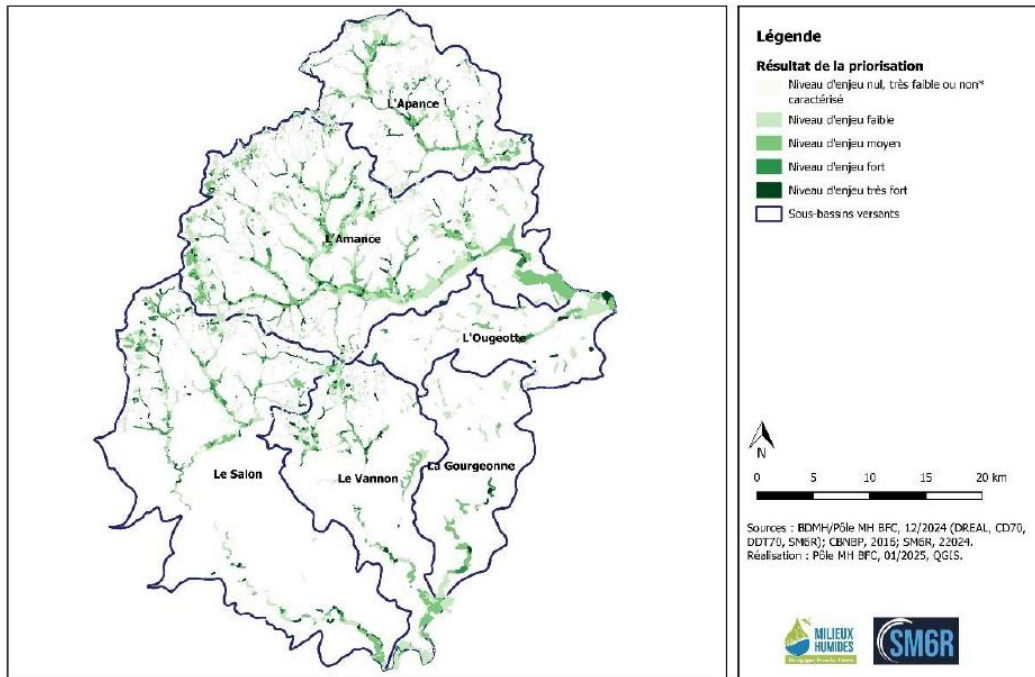 L'Apance
L'Amance
L'Ougeotte
Le Salon
Le Vannon
La Gourgeonne
Légende
Résultat de la priorisation
Niveau d'enjeu nul, très faible ou non*
caractérisé
Niveau d'enjeu faible
Niveau d'enjeu moyen
Niveau d'enjeu fort
Niveau d'enjeu très fort
Sous-bassins versants
N
0 5 10 15 20 km
Sources : BDMH/Pôle MH BFC, 12/2024 (DREAL, CD70,
DDT70, SM6R); CBNBP, 2016; SM6R, 22024.
Réalisation : Pôle MH BFC, 01/2025, QGIS.
MILIEUX
HUMIDES
Bourgogne-Franche-Comté
SM6R